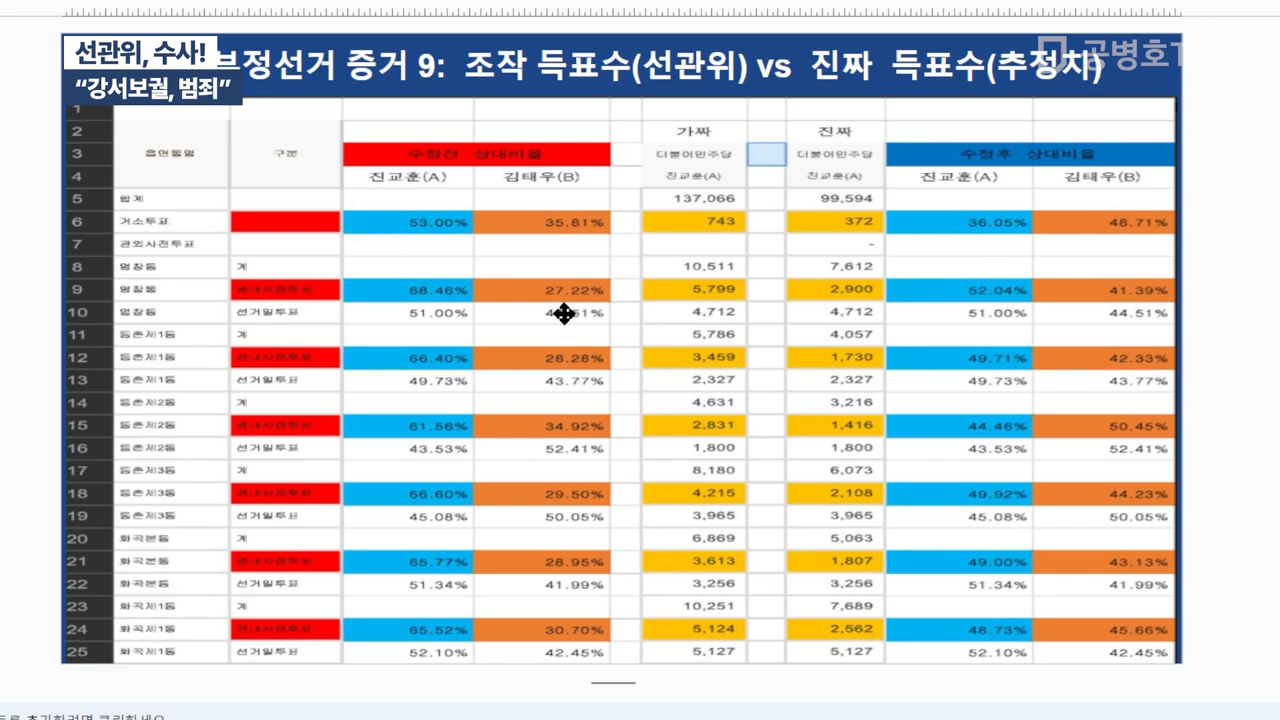 선관위, 수사!
"강서보궐, 범죄"
부정선거 증거 9: 조작 득표수(선관위) vs 진짜 득표수(추정치)
공병호TV
1
2 가짜 진짜
3 읍면동명 구분 수정전 상대비율 더불어민주당 더불어민주당 수정후 상대비율
4 진교훈(A) 김태우(B) 진교훈(A) 진교훈(A) 진교훈(A) 김태우(B)
5 합계 137,066 99,594
6 거소투표 53.00% 35.81% 743 372 36.05% 48.71%
7 관외사전투표 -
8 염창동 계 10,511 7,612
9 염창동 관내사전투표 68.46% 27.22% 5,799 2,900 52.04% 41.39%
10 염창동 선거일투표 51.00% 4,712 4,712 51.00% 44.51%
11 등촌제1동 계 5,786 4,057
12 등촌제1동 관내사전투표 66.40% 28.28% 3,459 1,730 49.71% 42.33%
13 등촌제1동 선거일투표 49.73% 43.77% 2,327 2,327 49.73% 43.77%
14 등촌제2동 계 4,631 3,216
15 등촌제2동 관내사전투표 61.56% 34.92% 2,831 1,416 44.46% 50.45%
16 등촌제2동 선거일투표 43.53% 52.41% 1,800 1,800 43.53% 52.41%
17 등촌제3동 계 8,180 6,073
18 등촌제3동 관내사전투표 66.60% 29.50% 4,215 2,108 49.92% 44.23%
19 등촌제3동 선거일투표 45.08% 50.05% 3,965 3,965 45.08% 50.05%
20 화곡본동 계 6,869 5,063
21 화곡본동 관내사전투표 65.77% 28.95% 3,613 1,807 49.00% 43.13%
22 화곡본동 선거일투표 51.34% 41.99% 3,256 3,256 51.34% 41.99%
23 화곡제1동 계 10,251 7,689
24 화곡제1동 관내사전투표 65.52% 30.70% 5,124 2,562 48.73% 45.66%
25 화곡제1동 선거일투표 52.10% 42.45% 5,127 5,127 52.10% 42.45%